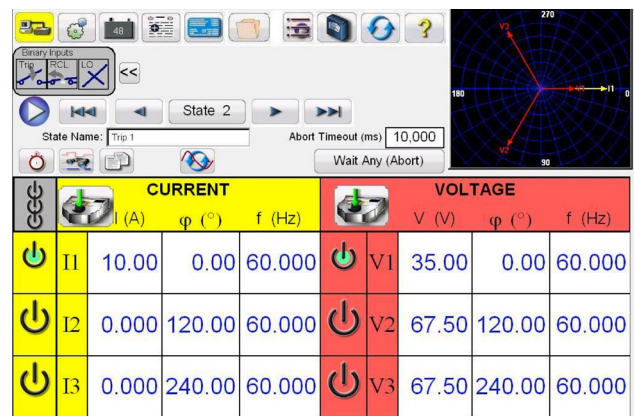 48
Binary Inputs
Trip RCL LO
<<
State 2
State Name: Trip 1
Abort Timeout (ms) 10,000
Wait Any (Abort)
270
V3
180
V1 I1
0
V2
90
CURRENT VOLTAGE
I (A) φ (°) f (Hz) V (V) φ (°) f (Hz)
I1 10.00 0.00 60.000 V1 35.00 0.00 60.000
I2 0.000 120.00 60.000 V2 67.50 120.00 60.000
I3 0.000 240.00 60.000 V3 67.50 240.00 60.000